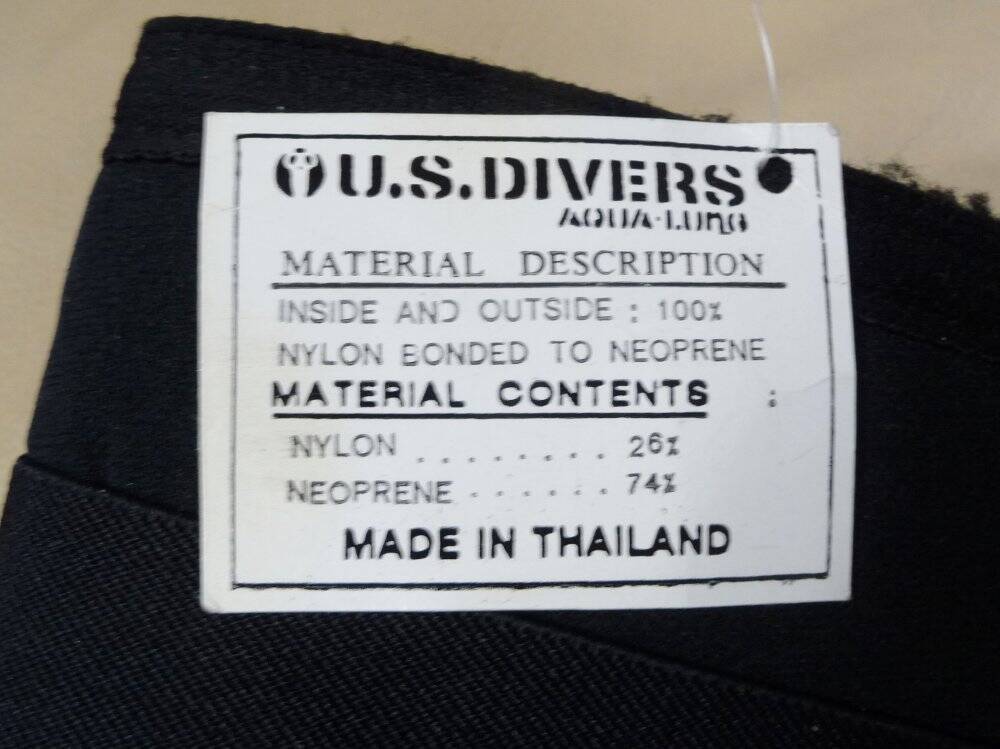 U.S.DIVERS
AQUA-LUNG
MATERIAL DESCRIPTION
INSIDE AND OUTSIDE : 100%
NYLON BONDED TO NEOPRENE
MATERIAL CONTENTS :
NYLON ........ 26%
NEOPRENE ...... 74%
MADE IN THAILAND